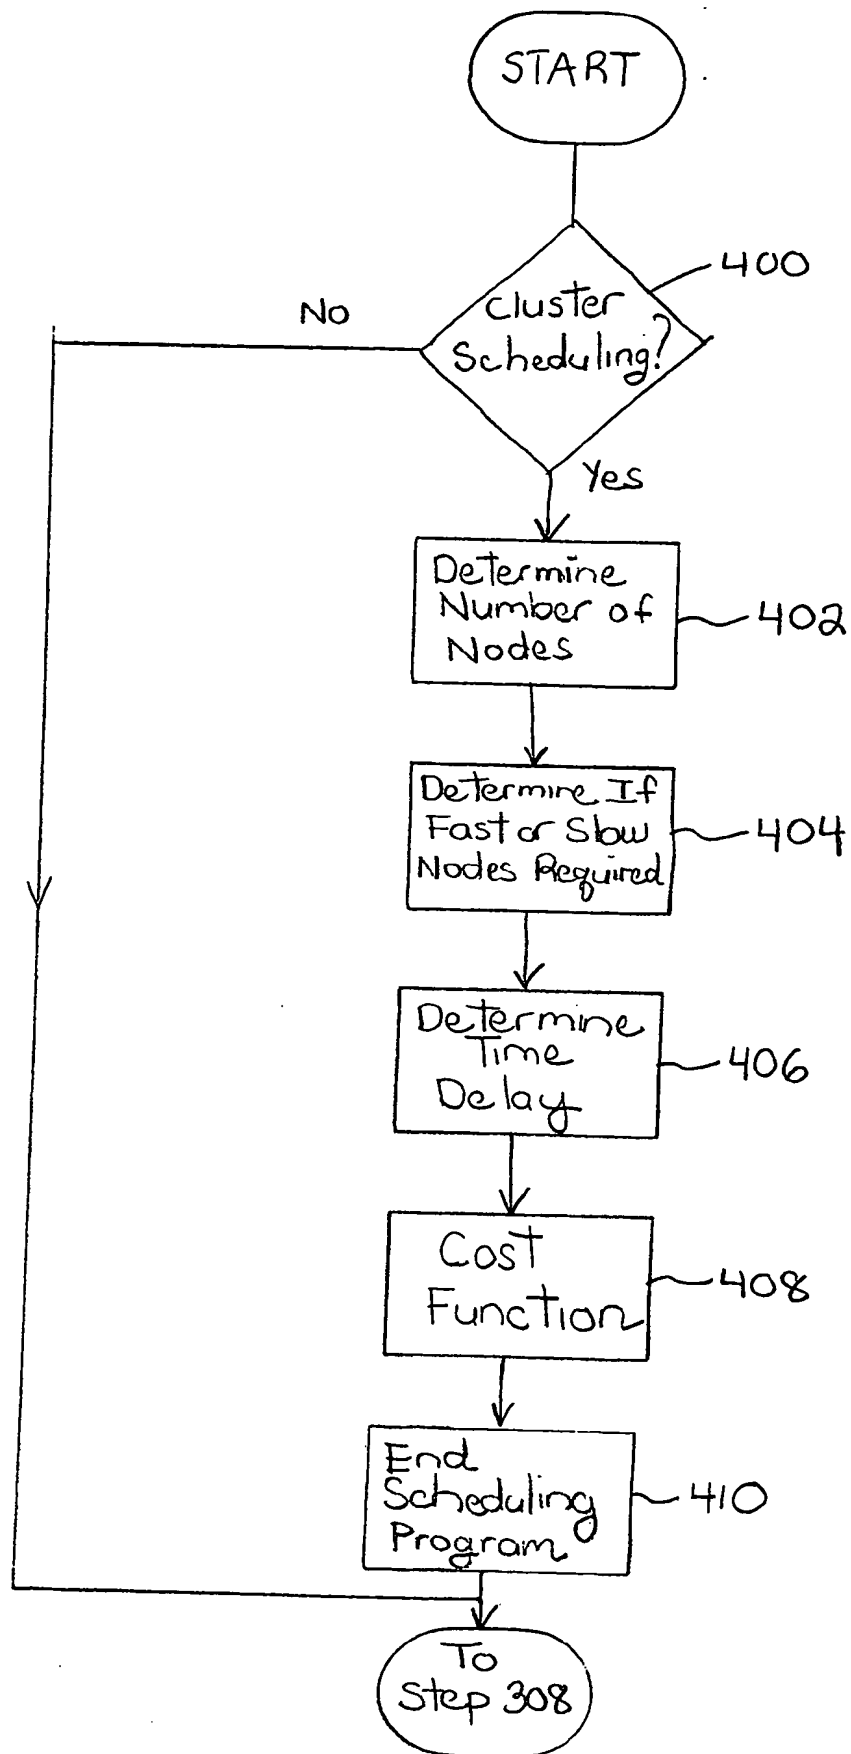 START
400
Cluster
Scheduling?
No
Yes
Determine
Number of
Nodes
402
Determine If
Fast or Slow
Nodes Required
404
Determine
Time
Delay
406
Cost
Function
408
End
Scheduling
Program
410
To
Step 308